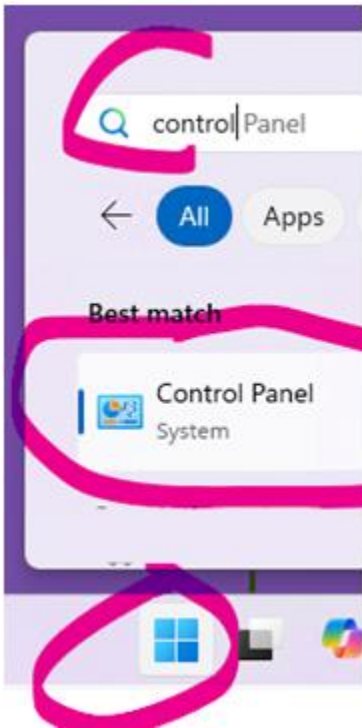 control Panel
All Apps
Best match
Control Panel
System